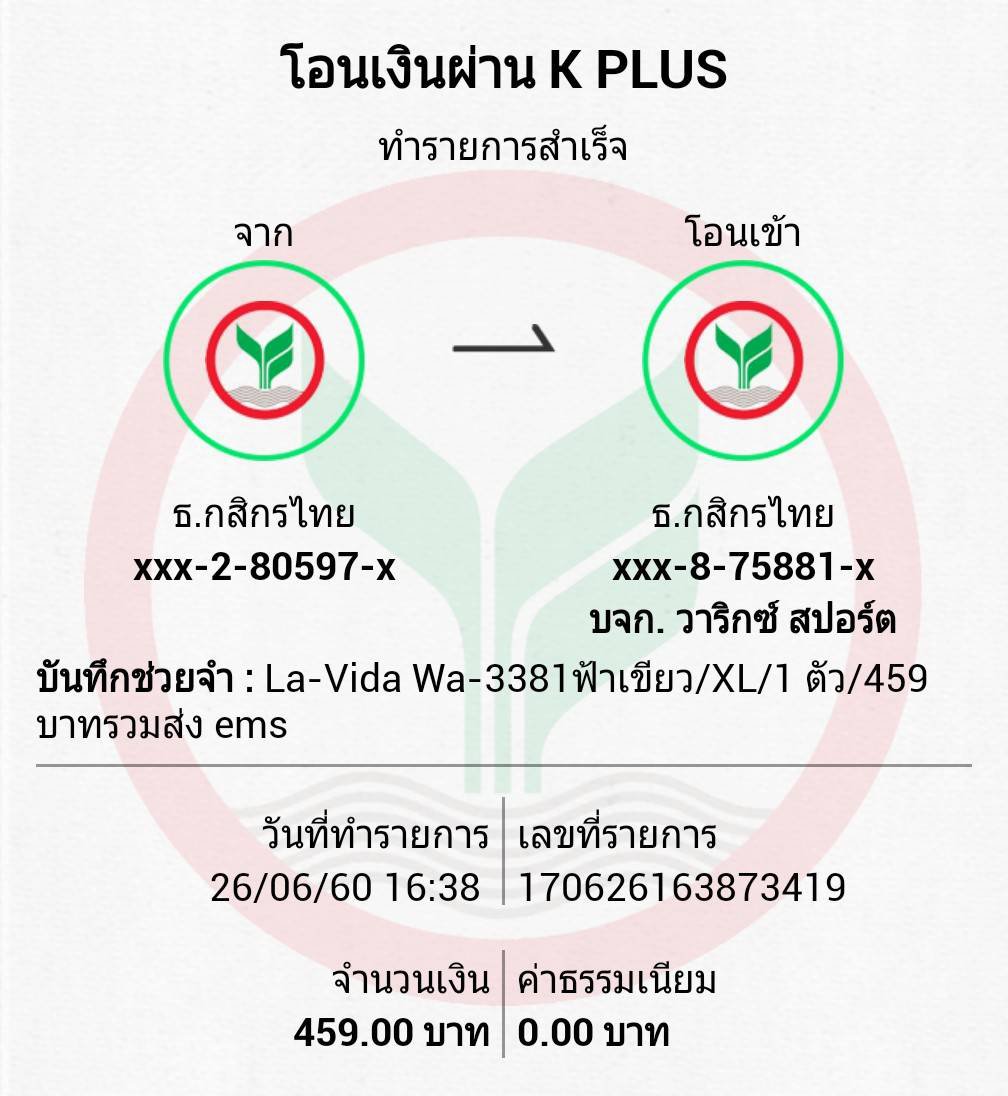 โอนเงินผ่าน K PLUS
ทำรายการสำเร็จ
จาก
โอนเข้า
ธ.กสิกรไทย
xxx-2-80597-x
ธ.กสิกรไทย
xxx-8-75881-x
บจก. วาริกซ์ สปอร์ต
บันทึกช่วยจำ : La-Vida Wa-3381ฟ้าเขียว/XL/1 ตัว/459
บาทรวมส่ง ems
วันที่ทำรายการ
26/06/60 16:38
เลขที่รายการ
170626163873419
จำนวนเงิน
459.00 บาท
ค่าธรรมเนียม
0.00 บาท